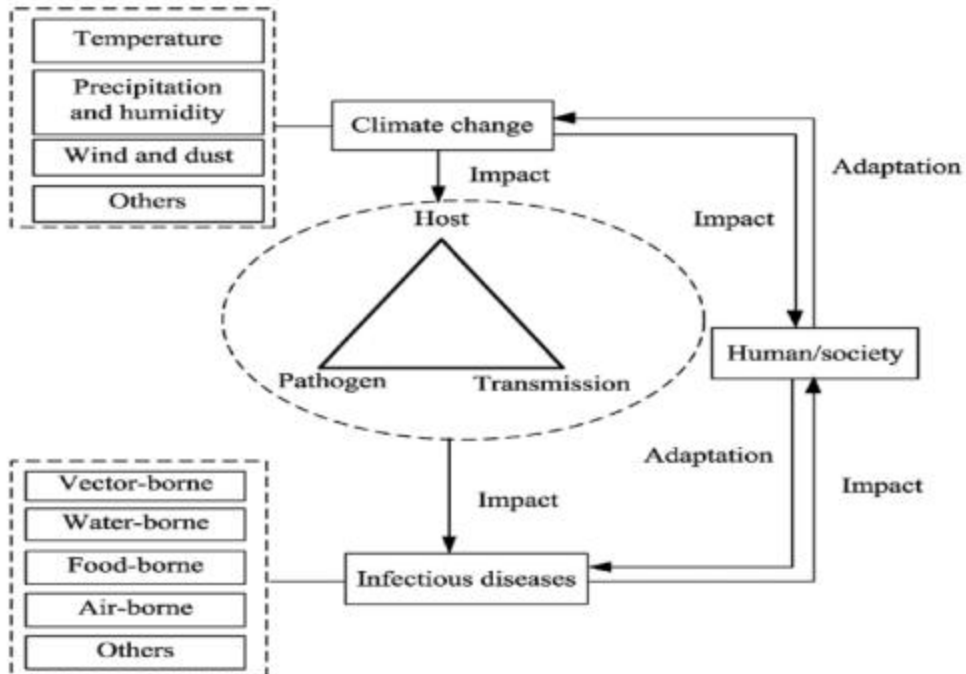 Temperature
Precipitation
and humidity
Wind and dust
Others
Climate change
Impact
Adaptation
Impact
Host
Pathogen
Transmission
Human/society
Adaptation
Impact
Impact
Vector-borne
Water-borne
Food-borne
Air-borne
Others
Infectious diseases